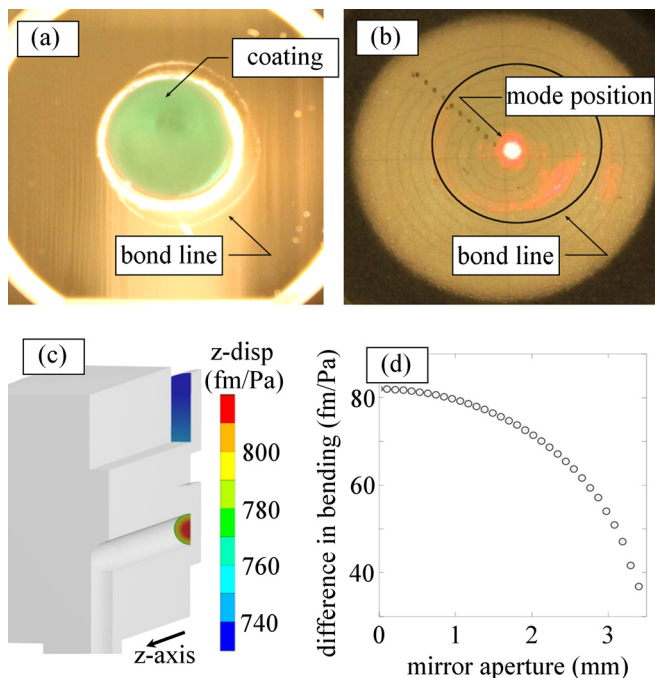 (a)
coating
bond line
(b)
mode position
bond line
(c)
z-disp
(fm/Pa)
800
780
760
740
z-axis
(d)
difference in bending (fm/Pa)
80
60
40
0
1
2
3
mirror aperture (mm)